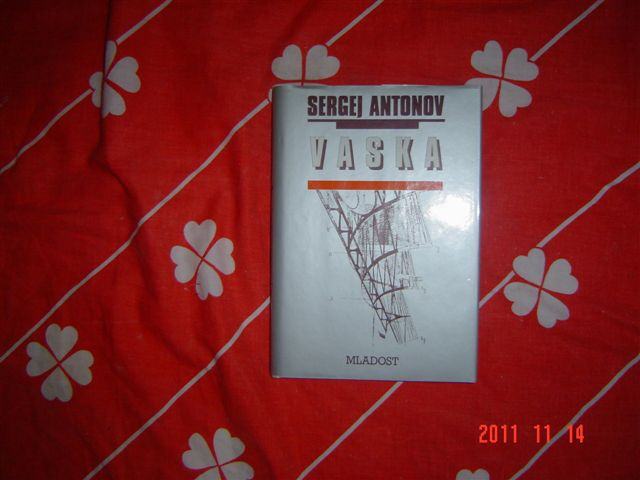 SERGEJ ANTONOV
VASKA
MLADOST
2011 11 14